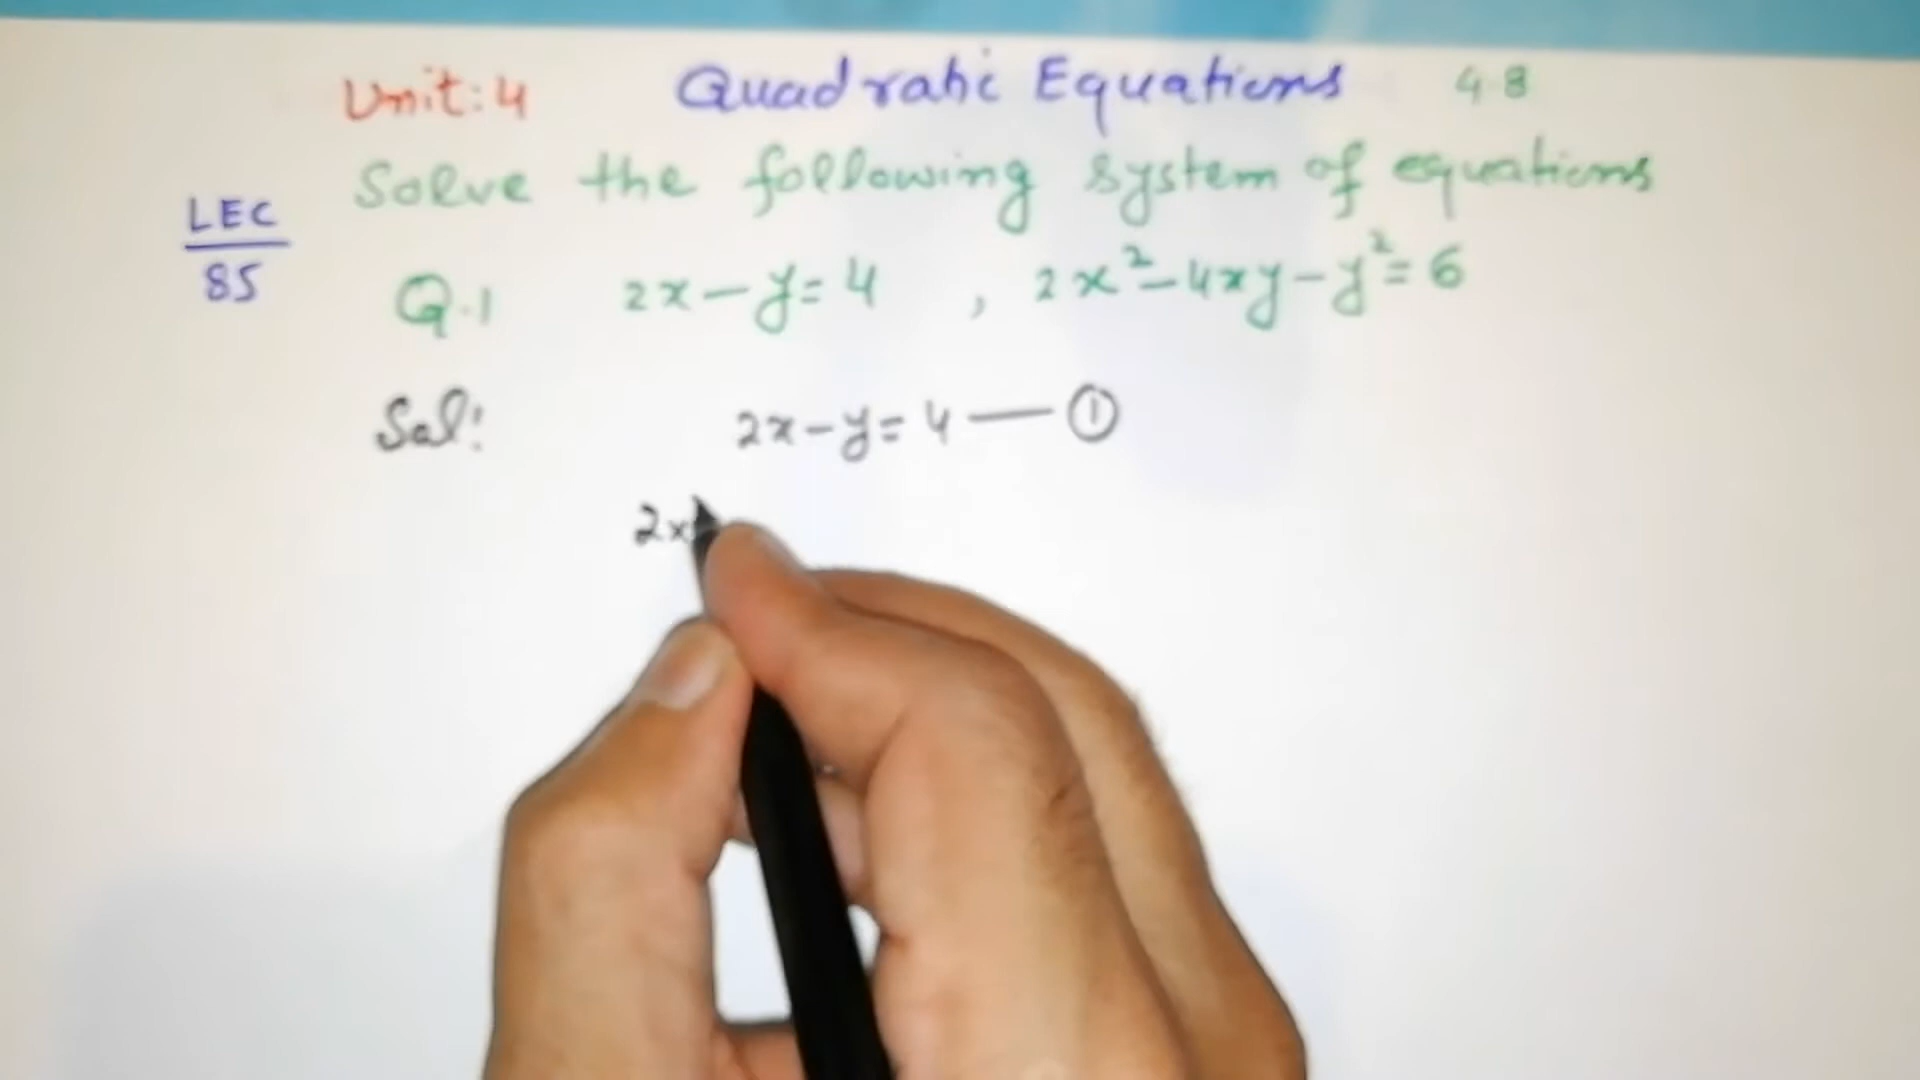 Unit: 4 Quadratic Equations 4.8
Solve the following system of equations
LEC
85
Q.1 2x - y = 4 , 2x² - 4xy - y² = 6
Sol: 2x - y = 4 — ①
2x